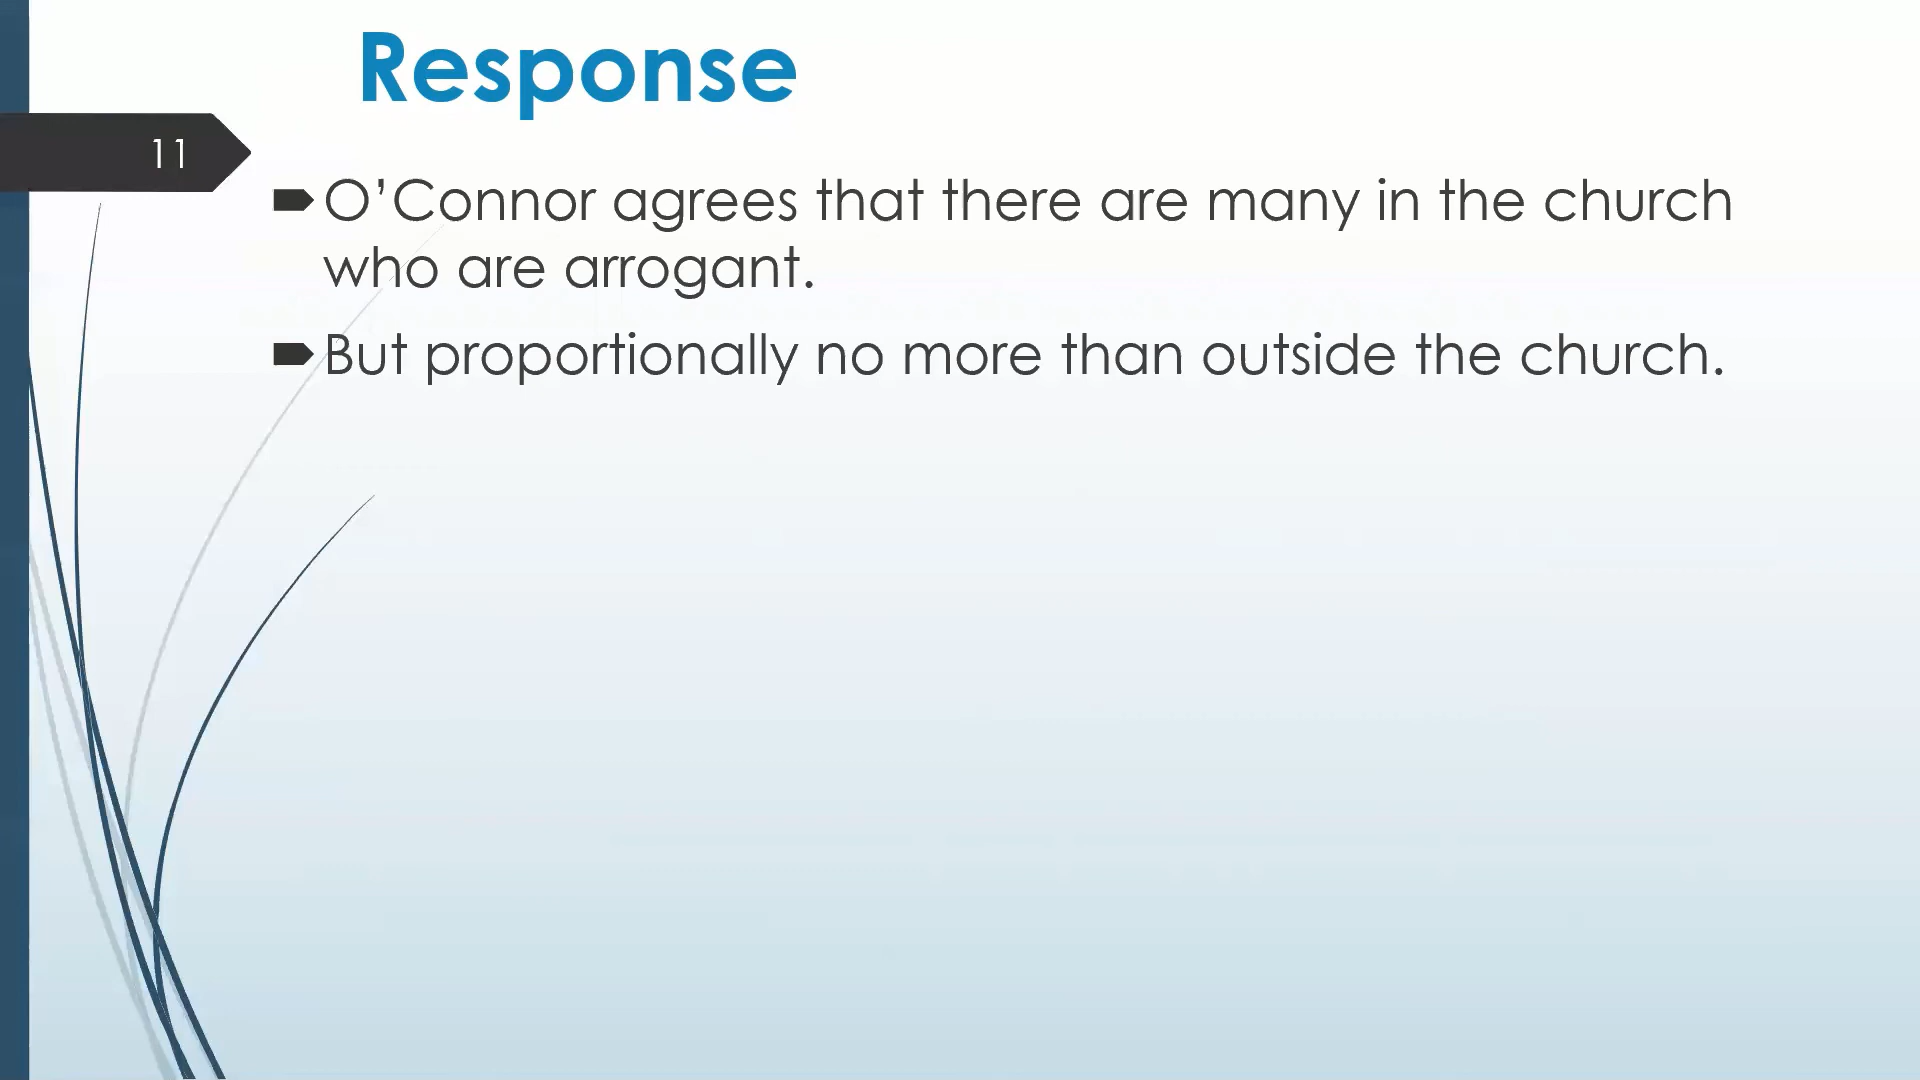 Response
11
O’Connor agrees that there are many in the church
who are arrogant.
But proportionally no more than outside the church.